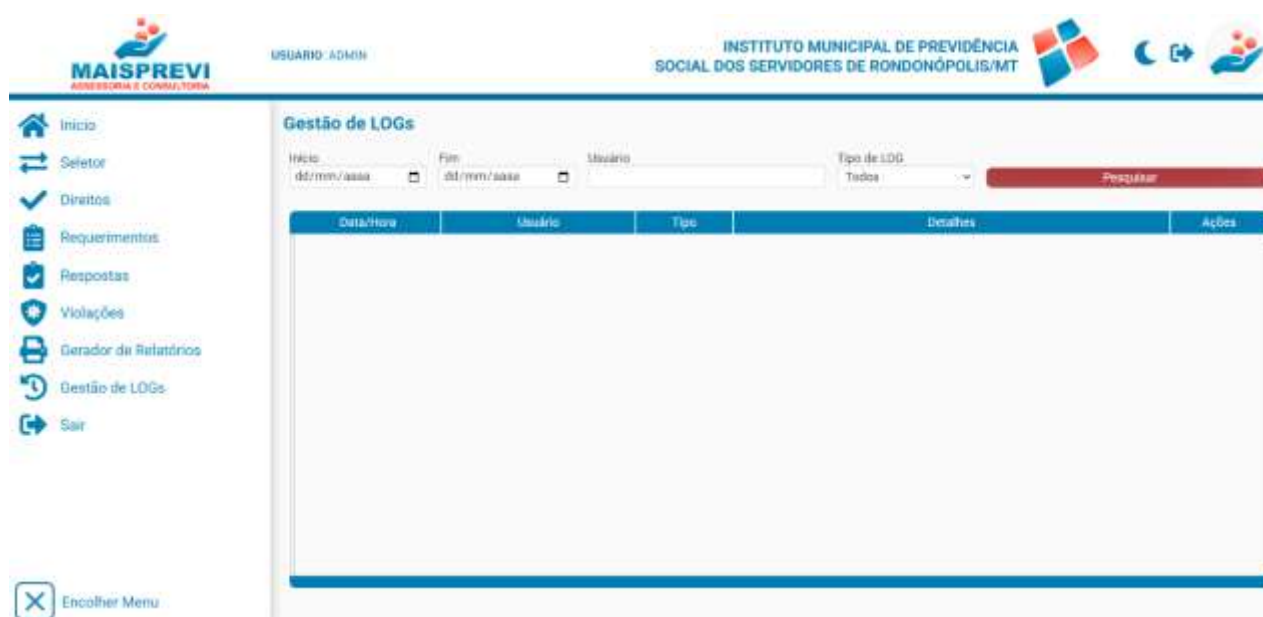 MAISPREVI
ASSESSORIA E CONSULTORIA
USUARIO: ADMIN
INSTITUTO MUNICIPAL DE PREVIDÊNCIA
SOCIAL DOS SERVIDORES DE RONDONÓPOLIS/MT
Início
Seletor
Direitos
Requerimentos
Respostas
Violações
Gerador de Relatórios
Gestão de LOGs
Sair
Encolher Menu
Gestão de LOGs
Início Fim Usuário Tipo de LOG
dd/mm/aaaa dd/mm/aaaa Todos Pesquisar
Data/Hora Usuário Tipo Detalhes Ações